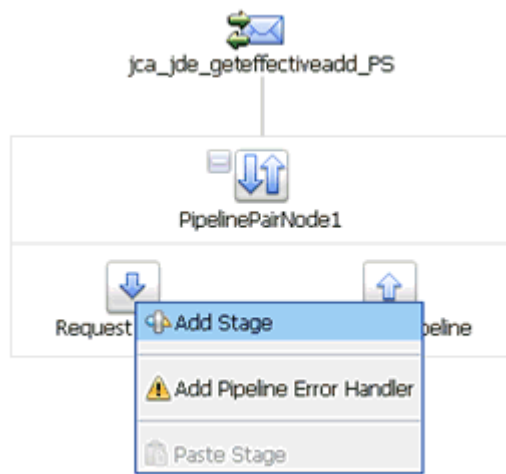 jca_jde_geteffectiveadd_PS
PipelinePairNode1
Request
peline
Add Stage
Add Pipeline Error Handler
Paste Stage